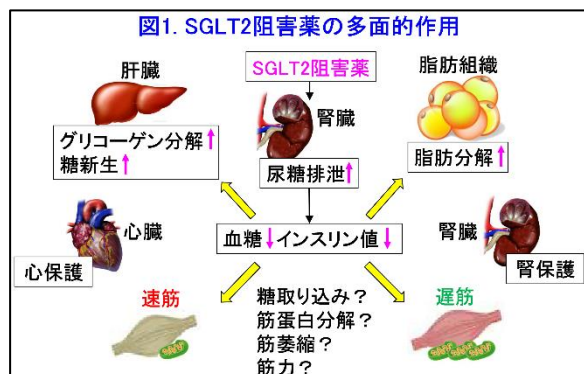 図1. SGLT2阻害薬の多面的作用
肝臓
SGLT2阻害薬
脂肪組織
腎臓
グリコーゲン分解↑
糖新生↑
尿糖排泄↑
脂肪分解↑
心臓
血糖↓インスリン値↓
腎臓
心保護
腎保護
速筋
糖取り込み？
筋蛋白分解？
筋萎縮？
筋力？
遅筋